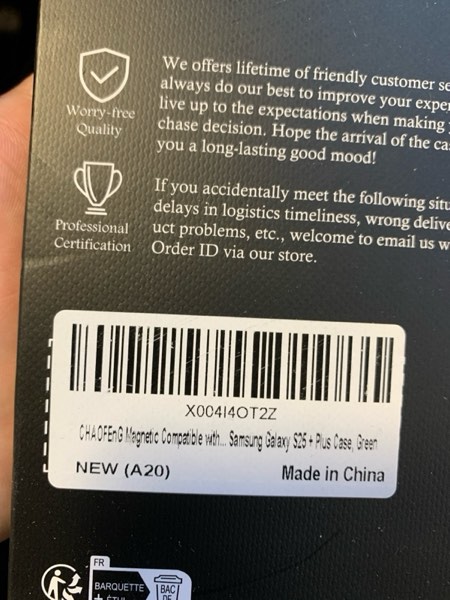 We offers lifetime of friendly customer se
always do our best to improve your expe
live up to the expectations when making
chase decision. Hope the arrival of the ca
you a long-lasting good mood!
Worry-free
Quality
If you accidentally meet the following situ
delays in logistics timeliness, wrong delive
uct problems, etc., welcome to email us w
Order ID via our store.
Professional
Certification
X004I4OT2Z
CHAOFEnG Magnetic Compatible with... Samsung Galaxy S25 + Plus Case, Green
NEW (A20)
Made in China
FR
BARQUETTE
+ ÉTUI
BAC
DE